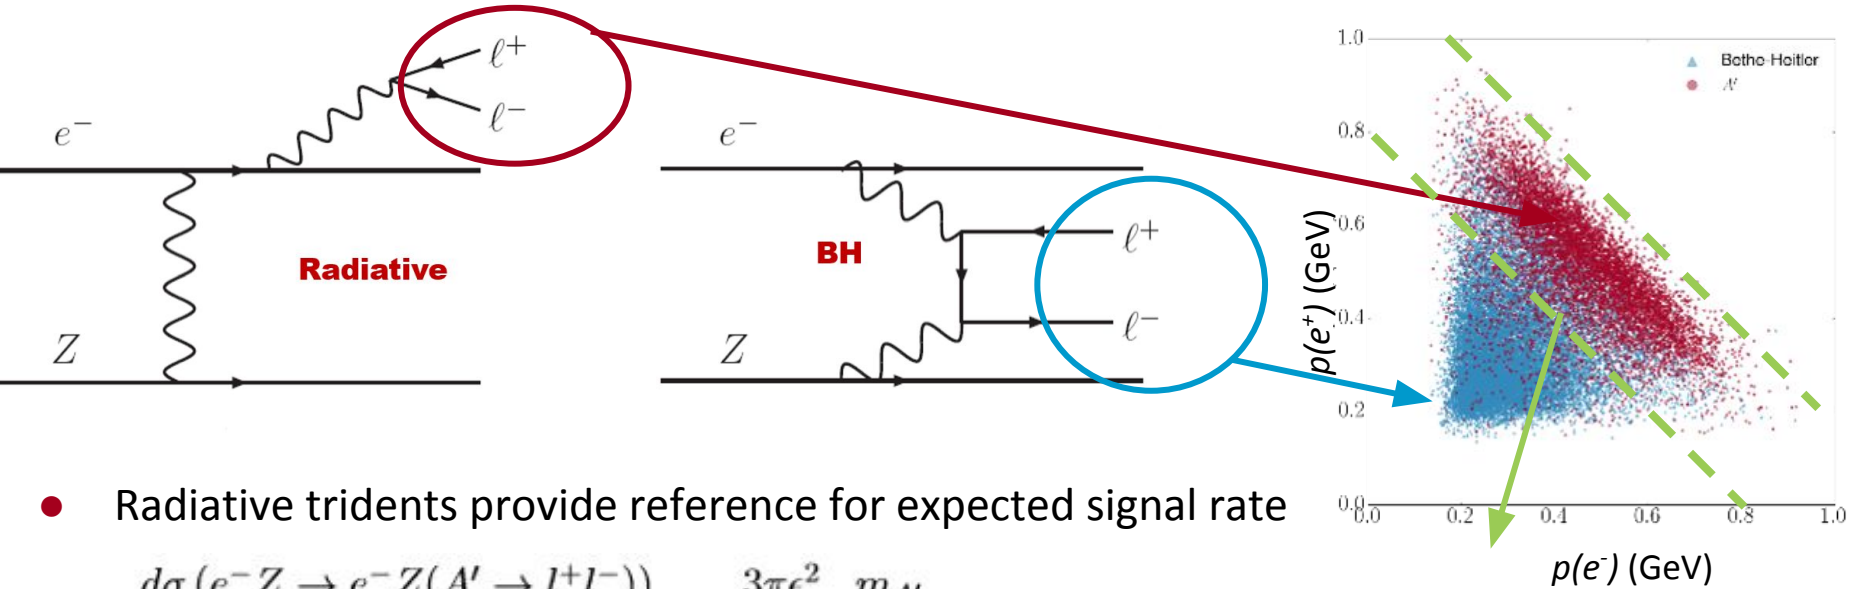 ℓ+
ℓ−
e−
Radiative
Z
e−
BH
ℓ+
ℓ−
Z
1.0
0.8
0.6
0.4
0.2
0.0
0.0 0.2 0.4 0.6 0.8 1.0
Bethe-Heitler
A′
p(e+) (GeV)
p(e-) (GeV)
● Radiative tridents provide reference for expected signal rate
dσ(e−Z → e−Z(A′ → l+l−)) 3πϵ2